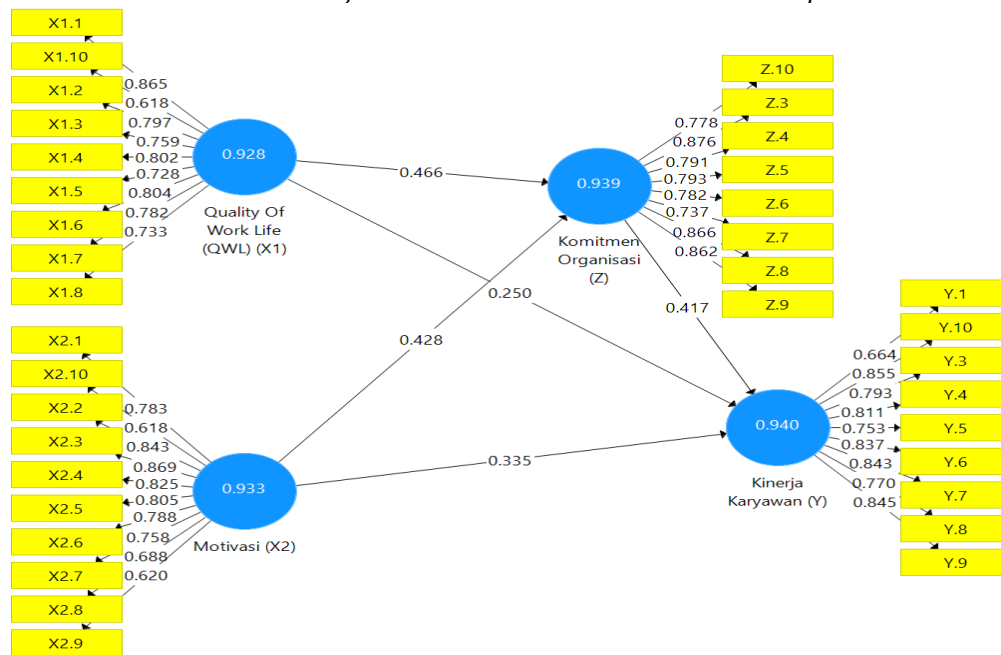 X1.1
X1.10
X1.2
X1.3
X1.4
X1.5
X1.6
X1.7
X1.8
0.865
0.618
0.797
0.759
0.802
0.728
0.804
0.782
0.733
0.928
Quality Of
Work Life
(QWL) (X1)
0.466
0.250
0.428
0.335
0.417
X2.1
X2.10
X2.2
X2.3
X2.4
X2.5
X2.6
X2.7
X2.8
X2.9
0.783
0.618
0.843
0.869
0.825
0.805
0.788
0.758
0.688
0.620
0.933
Motivasi (X2)
0.939
Komitmen
Organisasi
(Z)
0.778
0.876
0.791
0.793
0.782
0.737
0.866
0.862
Z.10
Z.3
Z.4
Z.5
Z.6
Z.7
Z.8
Z.9
0.940
Kinerja
Karyawan (Y)
0.664
0.855
0.793
0.811
0.753
0.837
0.843
0.770
0.845
Y.1
Y.10
Y.3
Y.4
Y.5
Y.6
Y.7
Y.8
Y.9